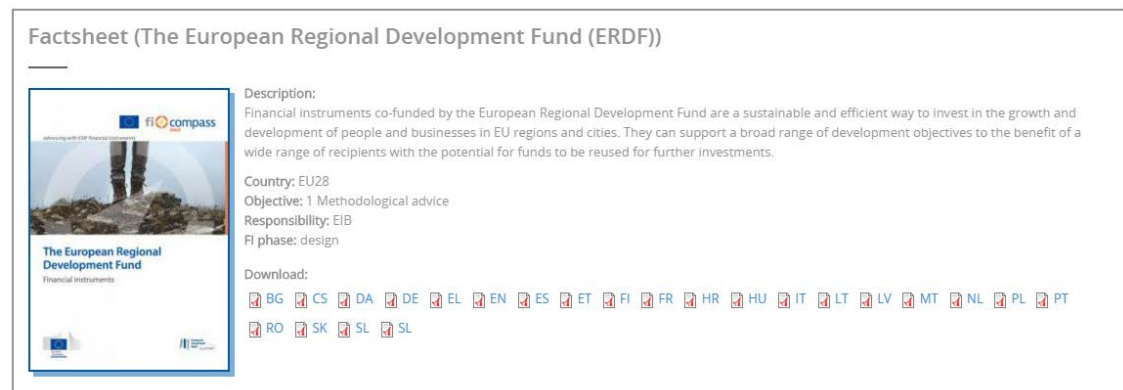 Factsheet (The European Regional Development Fund (ERDF))
fi compass
advancing with ESIF financial instruments
The European Regional
Development Fund
Financial instruments
Description:
Financial instruments co-funded by the European Regional Development Fund are a sustainable and efficient way to invest in the growth and
development of people and businesses in EU regions and cities. They can support a broad range of development objectives to the benefit of a
wide range of recipients with the potential for funds to be reused for further investments.
Country: EU28
Objective: 1 Methodological advice
Responsibility: EIB
FI phase: design
Download:
BG CS DA DE EL EN ES ET FI FR HR HU IT LT LV MT NL PL PT
RO SK SL SL